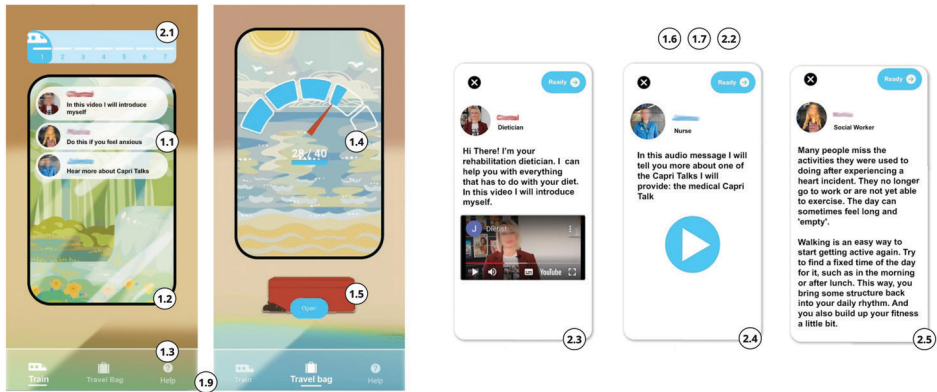 2.1
1 2 3 4 5 6 7
In this video I will introduce
myself
1.1
Do this if you feel anxious
Hear more about Capri Talks
1.2
1.3
Train
Travel Bag
Help
1.9
1.4
28 / 40
1.5
Open
Train
Travel bag
Help
1.6 1.7 2.2
Ready
Dietician
Hi There! I'm your
rehabilitation dietician. I can
help you with everything
that has to do with your diet.
In this video I will introduce
myself.
J
YouTube
2.3
Ready
Nurse
In this audio message I will
tell you more about one of
the Capri Talks I will
provide: the medical Capri
Talk
2.4
Ready
Social Worker
Many people miss the
activities they were used to
doing after experiencing a
heart incident. They no longer
go to work or are not yet able
to exercise. The day can
sometimes feel long and
'empty'.
Walking is an easy way to
start getting active again. Try
to find a fixed time of the day
for it, such as in the morning
or after lunch. This way, you
bring some structure back
into your daily rhythm. And
you also build up your fitness
a little bit.
2.5